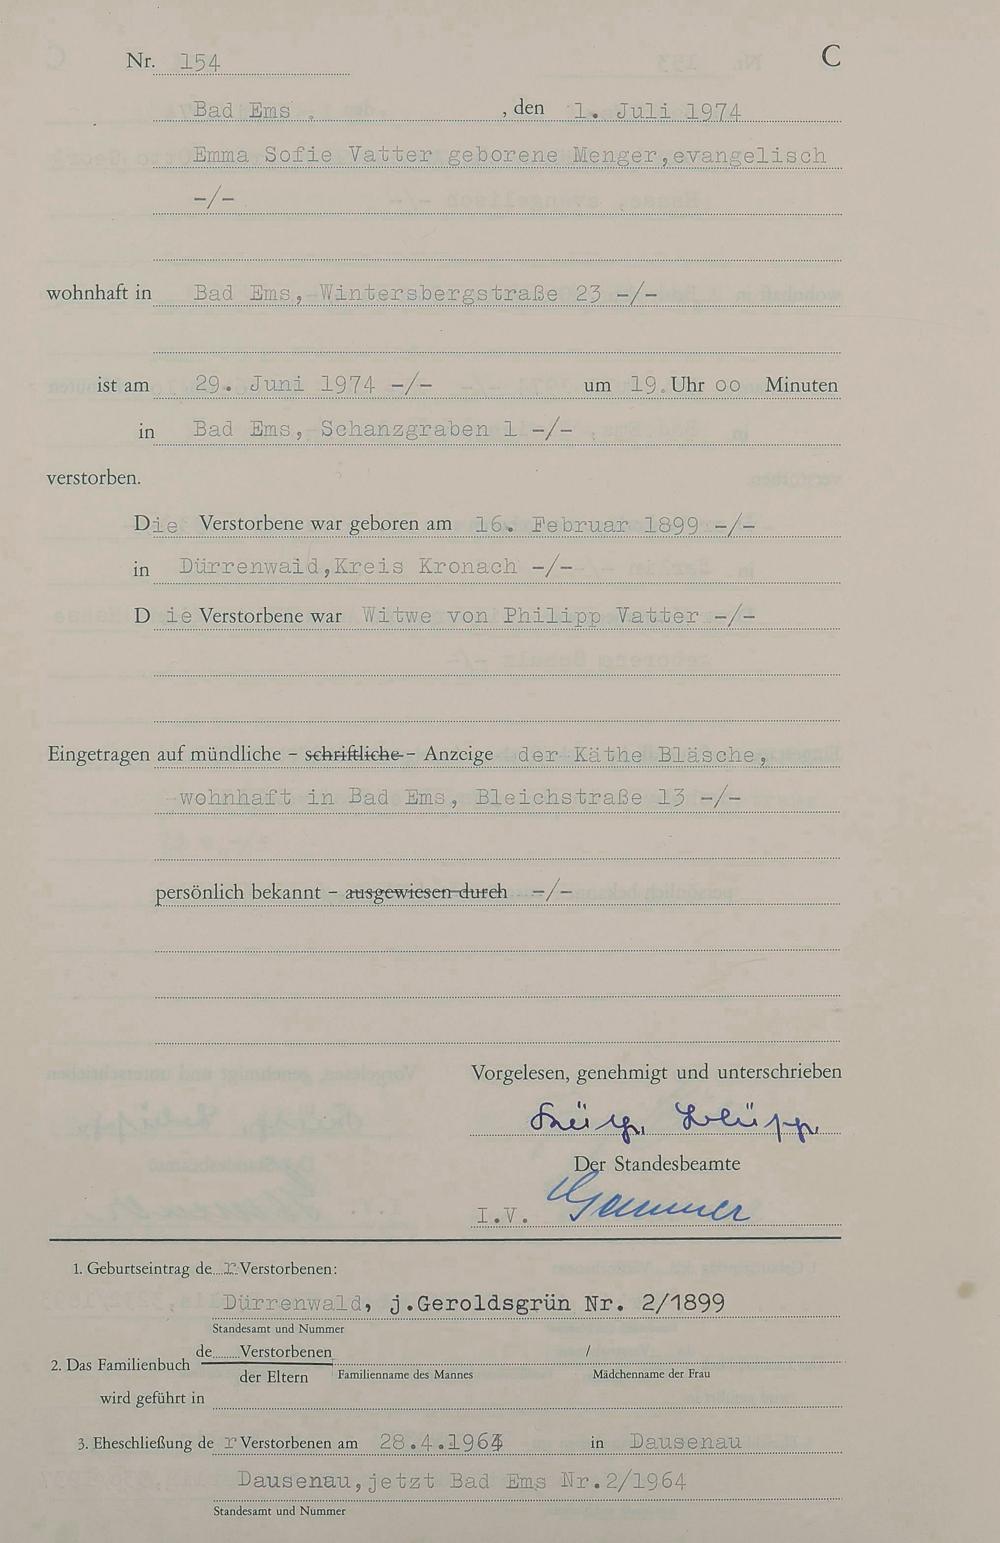 Nr. 154
C
Bad Ems , den 1. Juli 1974
Emma Sofie Vatter geborene Menger,evangelisch
-/-
wohnhaft in Bad Ems, Wintersbergstraße 23 -/-
ist am 29. Juni 1974 -/- um 19.Uhr oo Minuten
in Bad Ems, Schanzgraben 1 -/-
verstorben.
Die Verstorbene war geboren am 16. Februar 1899 -/-
in Dürrenwaid,Kreis Kronach -/-
D ie Verstorbene war Witwe von Philipp Vatter -/-
Eingetragen auf mündliche - schriftliche - Anzeige der Käthe Bläsche,
wohnhaft in Bad Ems, Bleichstraße 13 -/-
persönlich bekannt - ausgewiesen durch -/-
Vorgelesen, genehmigt und unterschrieben
Der Standesbeamte
I.V. Gemmer
1. Geburtseintrag de r Verstorbenen:
Dürrenwald, j.Geroldsgrün Nr. 2/1899
Standesamt und Nummer
2. Das Familienbuch de Verstorbenen /
der Eltern Familienname des Mannes Mädchenname der Frau
wird geführt in
3. Eheschließung de r Verstorbenen am 28.4.1964 in Dausenau
Dausenau,jetzt Bad Ems Nr.2/1964
Standesamt und Nummer